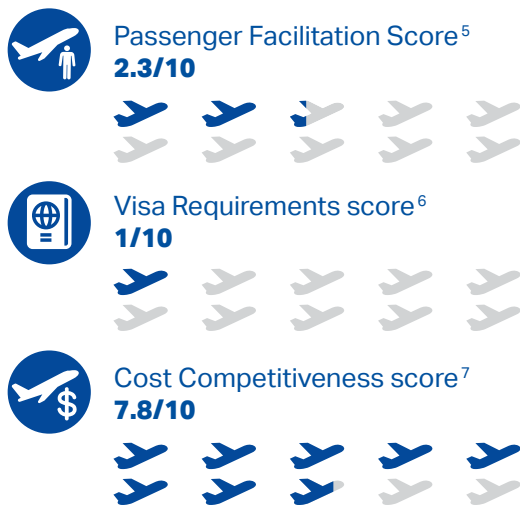 Passenger Facilitation Score⁵
2.3/10
Visa Requirements score⁶
1/10
Cost Competitiveness score⁷
7.8/10
$